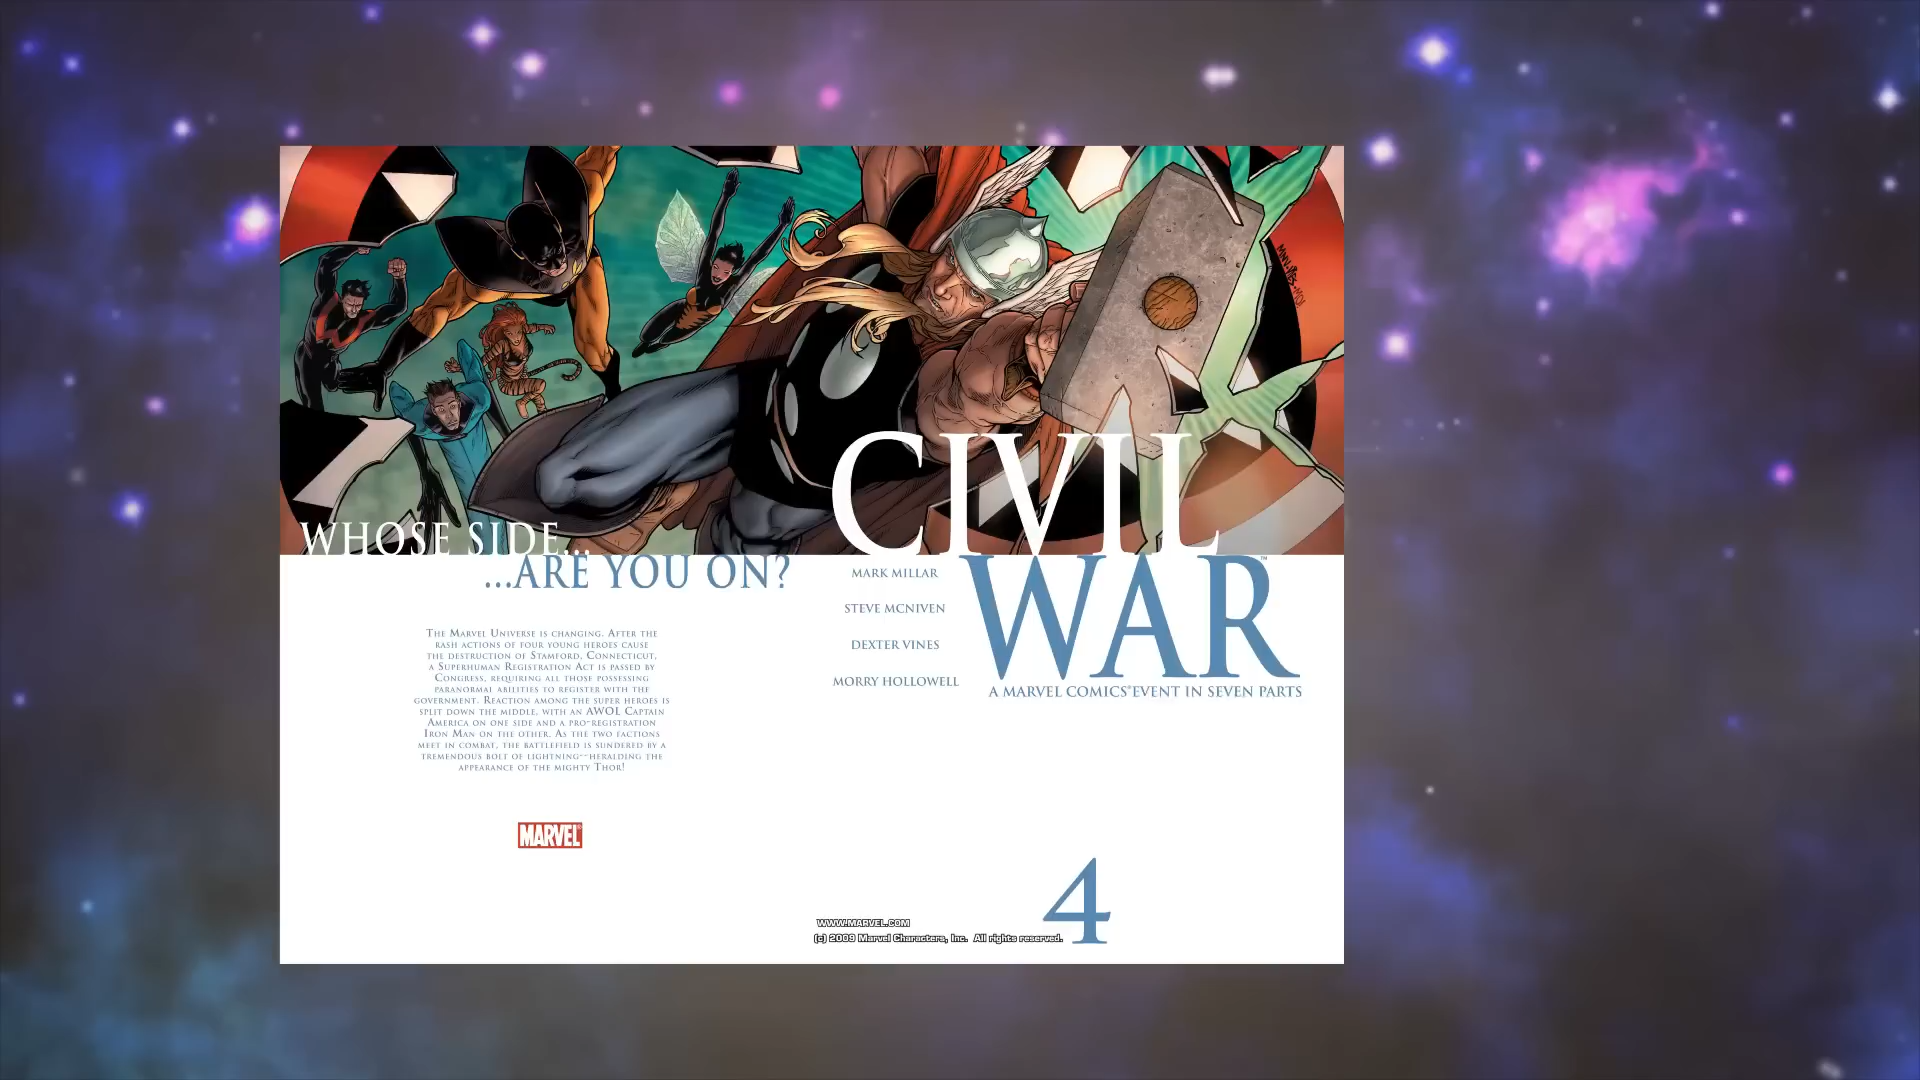 WHOSE SIDE...
...ARE YOU ON?
THE MARVEL UNIVERSE IS CHANGING. AFTER THE
RASH ACTIONS OF FOUR YOUNG HEROES CAUSE
THE DESTRUCTION OF STAMFORD, CONNECTICUT,
A SUPERHUMAN REGISTRATION ACT IS PASSED BY
CONGRESS, REQUIRING ALL THOSE POSSESSING
PARANORMAL ABILITIES TO REGISTER WITH THE
GOVERNMENT. REACTION AMONG THE SUPER HEROES IS
SPLIT DOWN THE MIDDLE, WITH AN AWOL CAPTAIN
AMERICA ON ONE SIDE AND A PRO-REGISTRATION
IRON MAN ON THE OTHER. AS THE TWO FACTIONS
MEET IN COMBAT, THE BATTLEFIELD IS SUNDERED BY A
TREMENDOUS BOLT OF LIGHTNING--HERALDING THE
APPEARANCE OF THE MIGHTY THOR!
MARVEL®
CIVIL
WAR™
MARK MILLAR
STEVE MCNIVEN
DEXTER VINES
MORRY HOLLOWELL
A MARVEL COMICS® EVENT IN SEVEN PARTS
4
WWW.MARVEL.COM
(c) 2009 Marvel Characters, Inc. All rights reserved.